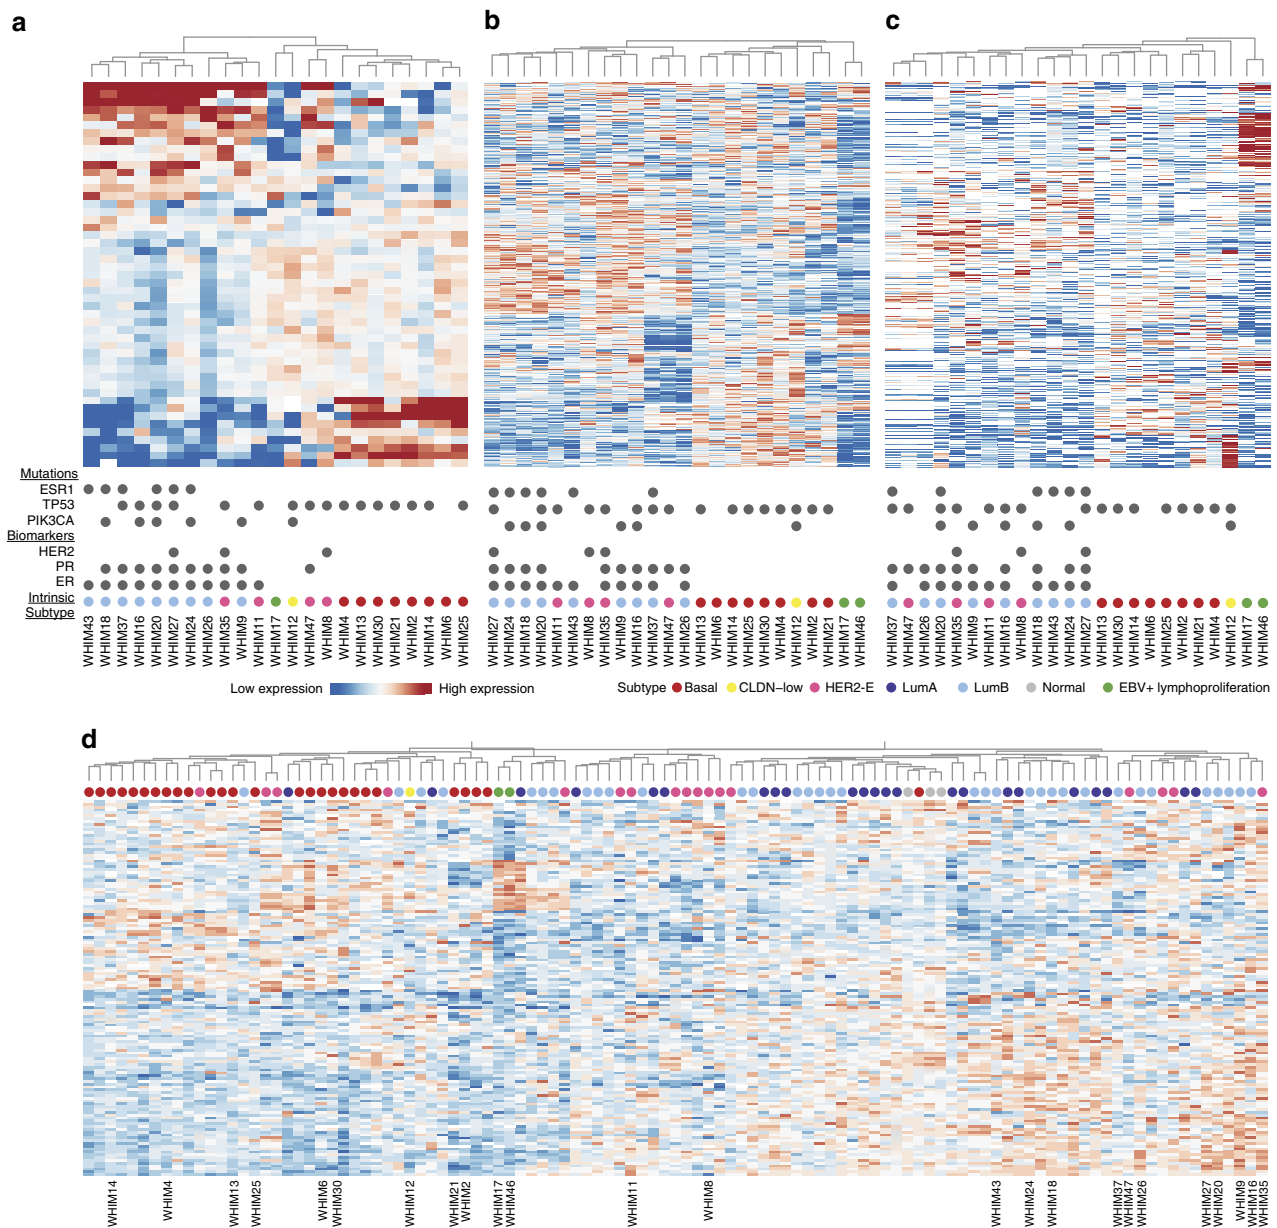 a
b
c
Mutations
ESR1
TP53
PIK3CA
Biomarkers
HER2
PR
ER
Intrinsic
Subtype
WHIM43 WHIM18 WHIM37 WHIM16 WHIM20 WHIM27 WHIM24 WHIM26 WHIM35 WHIM9 WHIM11 WHIM17 WHIM12 WHIM47 WHIM8 WHIM4 WHIM13 WHIM30 WHIM21 WHIM2 WHIM14 WHIM6 WHIM25
WHIM27 WHIM24 WHIM18 WHIM20 WHIM11 WHIM43 WHIM8 WHIM35 WHIM9 WHIM16 WHIM37 WHIM47 WHIM26 WHIM13 WHIM6 WHIM14 WHIM25 WHIM30 WHIM4 WHIM12 WHIM2 WHIM21 WHIM17 WHIM46
WHIM37 WHIM47 WHIM26 WHIM20 WHIM35 WHIM9 WHIM11 WHIM16 WHIM8 WHIM18 WHIM43 WHIM24 WHIM27 WHIM13 WHIM30 WHIM14 WHIM6 WHIM25 WHIM2 WHIM21 WHIM4 WHIM12 WHIM17 WHIM46
Low expression High expression
Subtype Basal CLDN–low HER2-E LumA LumB Normal EBV+ lymphoproliferation
d
WHIM14 WHIM4 WHIM13 WHIM25 WHIM6 WHIM30 WHIM12 WHIM21 WHIM2 WHIM17 WHIM46 WHIM11 WHIM8 WHIM43 WHIM24 WHIM18 WHIM37 WHIM47 WHIM26 WHIM27 WHIM20 WHIM9 WHIM16 WHIM35